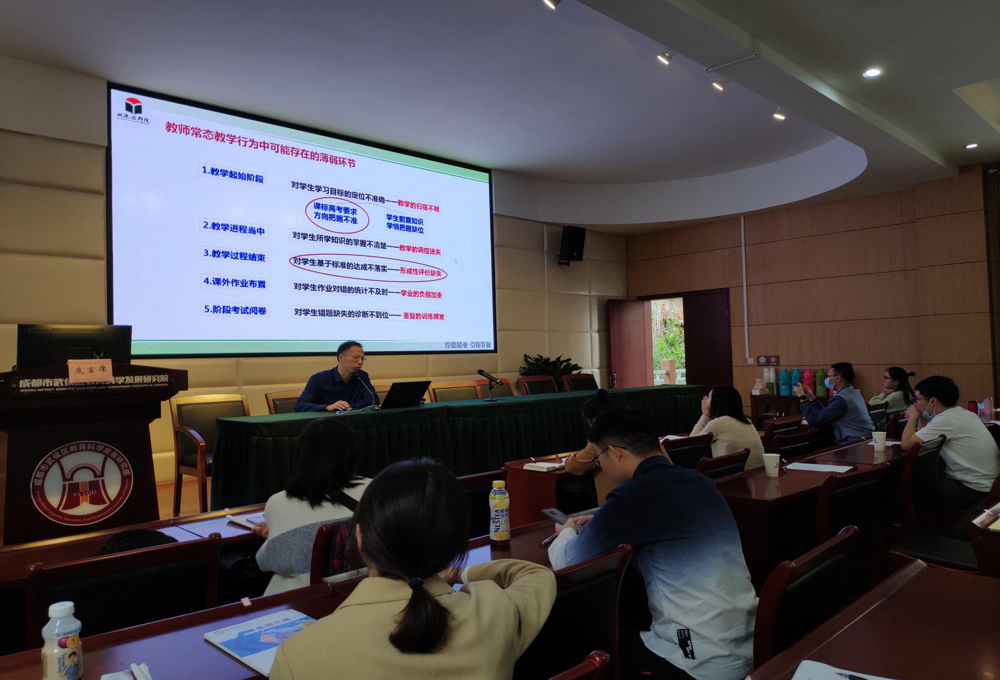 双流教科院
教师常态教学行为中可能存在的薄弱环节
1.教学起始阶段
对学生学习目标的定位不准确——教学的归宿不明
课标高考要求
方向把握不准
学生前置知识
学情把握缺位
2.教学进程当中
对学生所学知识的掌握不清楚——教学的调控迷失
3.教学过程结束
对学生基于标准的达成不落实——形成性评价缺失
4.课外作业布置
对学生作业对错的统计不及时——学业的负担加重
5.阶段考试阅卷
对学生错题缺失的诊断不到位—— 重复的训练频发
厚德精业 引领发展
发言席
成都市武侯区教育科学发展研究院
WUHOU DISTRICT SCIENTIFIC EDUCATION AND DEVELOPMENT INSTITUTE OF CHENGDU
成都市武侯区教育科学发展研究院
TSTQD
Wuhou District Scientific Education And Development Institute of Chengdu
NESTEA